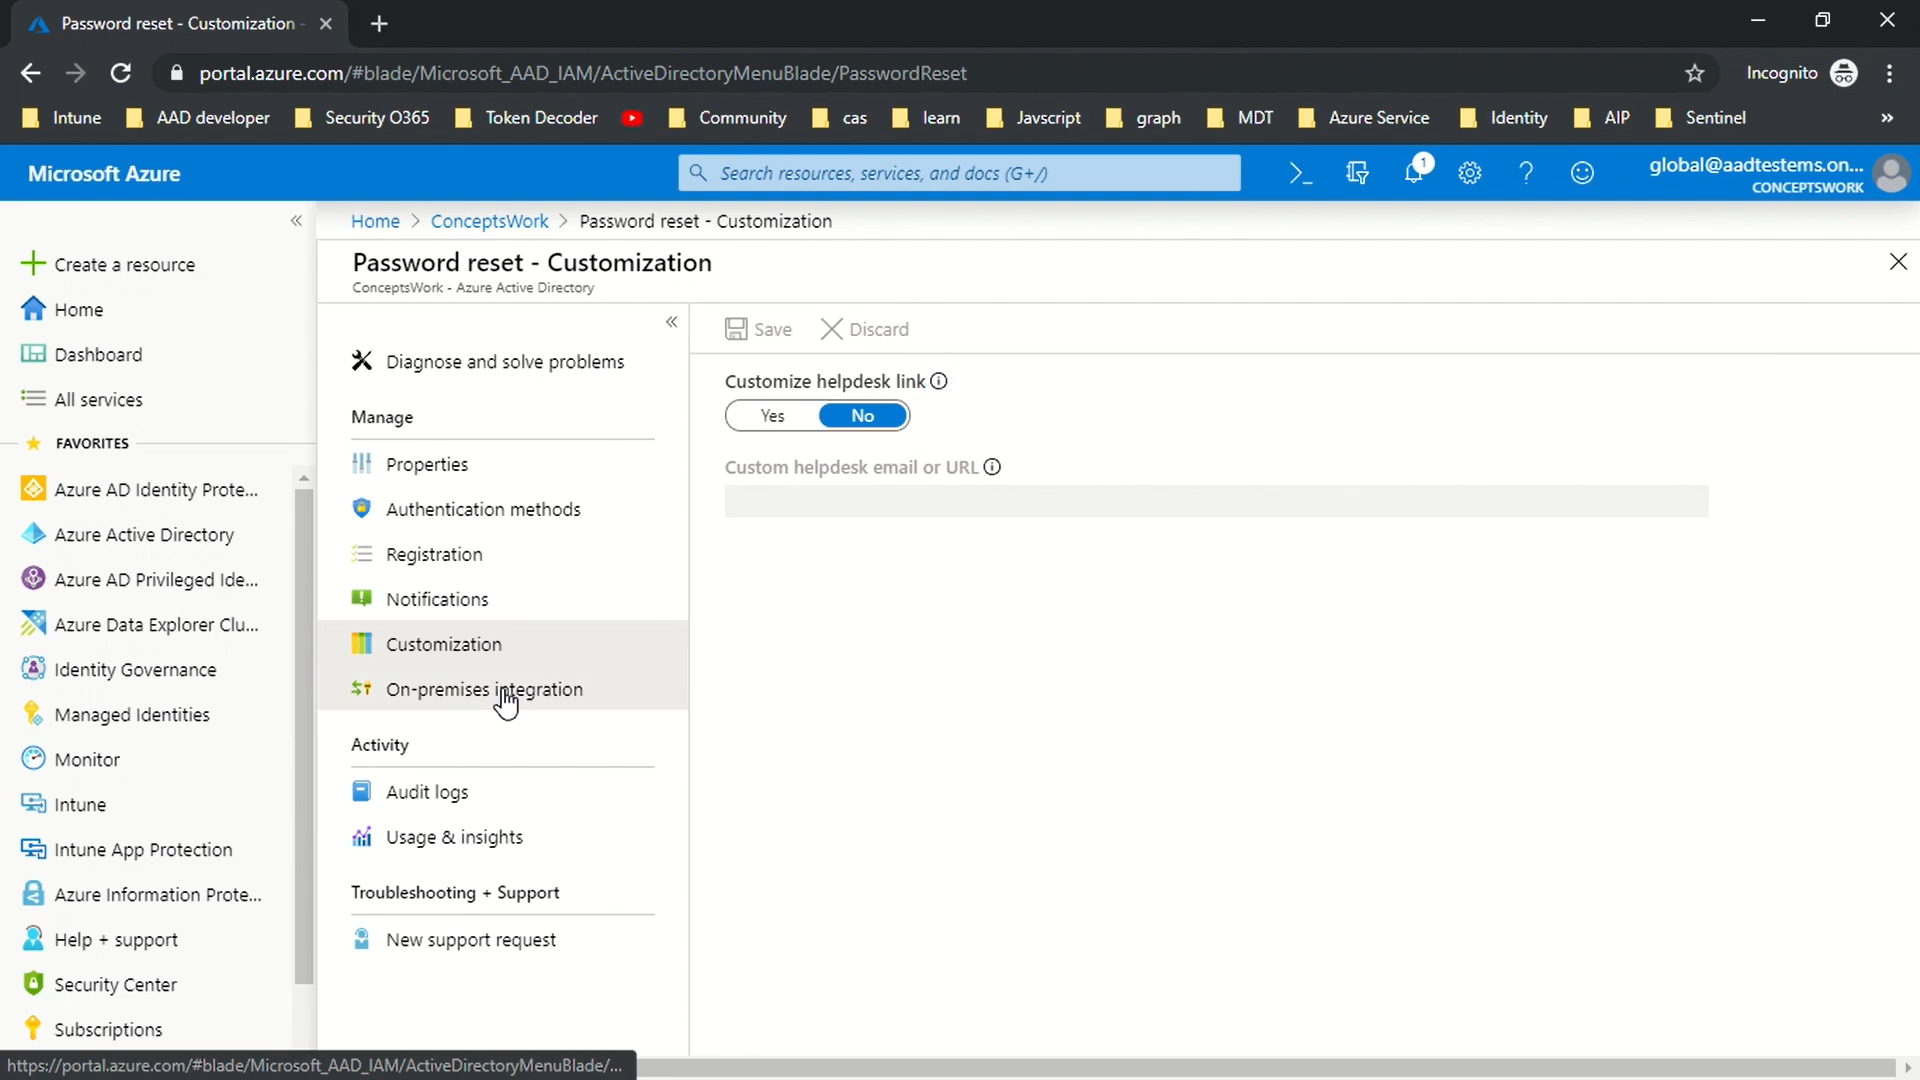 Password reset - Customization -
portal.azure.com/#blade/Microsoft_AAD_IAM/ActiveDirectoryMenuBlade/PasswordReset
Incognito
Intune
AAD developer
Security O365
Token Decoder
Community
cas
learn
Javscript
graph
MDT
Azure Service
Identity
AIP
Sentinel
»
Microsoft Azure
Search resources, services, and docs (G+/)
1
global@aadtestems.on...
CONCEPTSWORK
Home > ConceptsWork > Password reset - Customization
Password reset - Customization
ConceptsWork - Azure Active Directory
Create a resource
Home
Dashboard
All services
FAVORITES
Azure AD Identity Prote...
Azure Active Directory
Azure AD Privileged Ide...
Azure Data Explorer Clu...
Identity Governance
Managed Identities
Monitor
Intune
Intune App Protection
Azure Information Prote...
Help + support
Security Center
Subscriptions
Diagnose and solve problems
Manage
Properties
Authentication methods
Registration
Notifications
Customization
On-premises integration
Activity
Audit logs
Usage & insights
Troubleshooting + Support
New support request
Save
Discard
Customize helpdesk link
Yes
No
Custom helpdesk email or URL
https://portal.azure.com/#blade/Microsoft_AAD_IAM/ActiveDirectoryMenuBlade/...